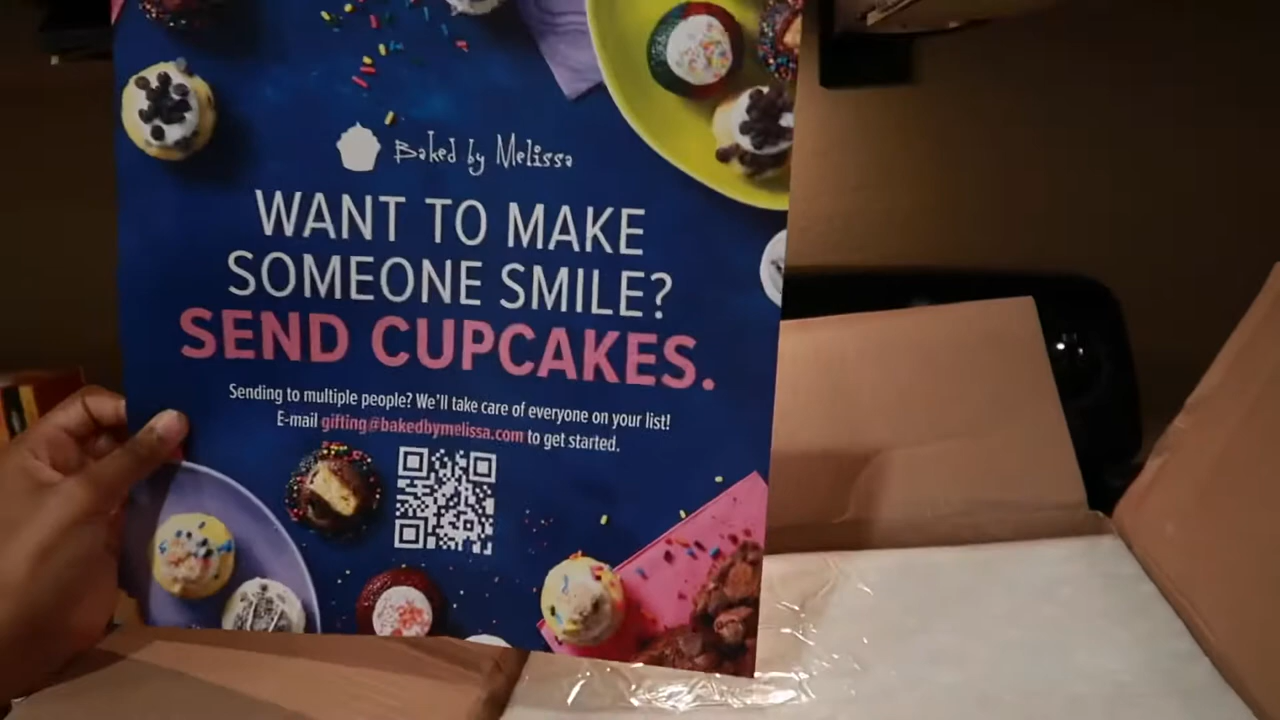 Baked by Melissa
WANT TO MAKE
SOMEONE SMILE?
SEND CUPCAKES.
Sending to multiple people? We'll take care of everyone on your list!
E-mail gifting@bakedbymelissa.com to get started.